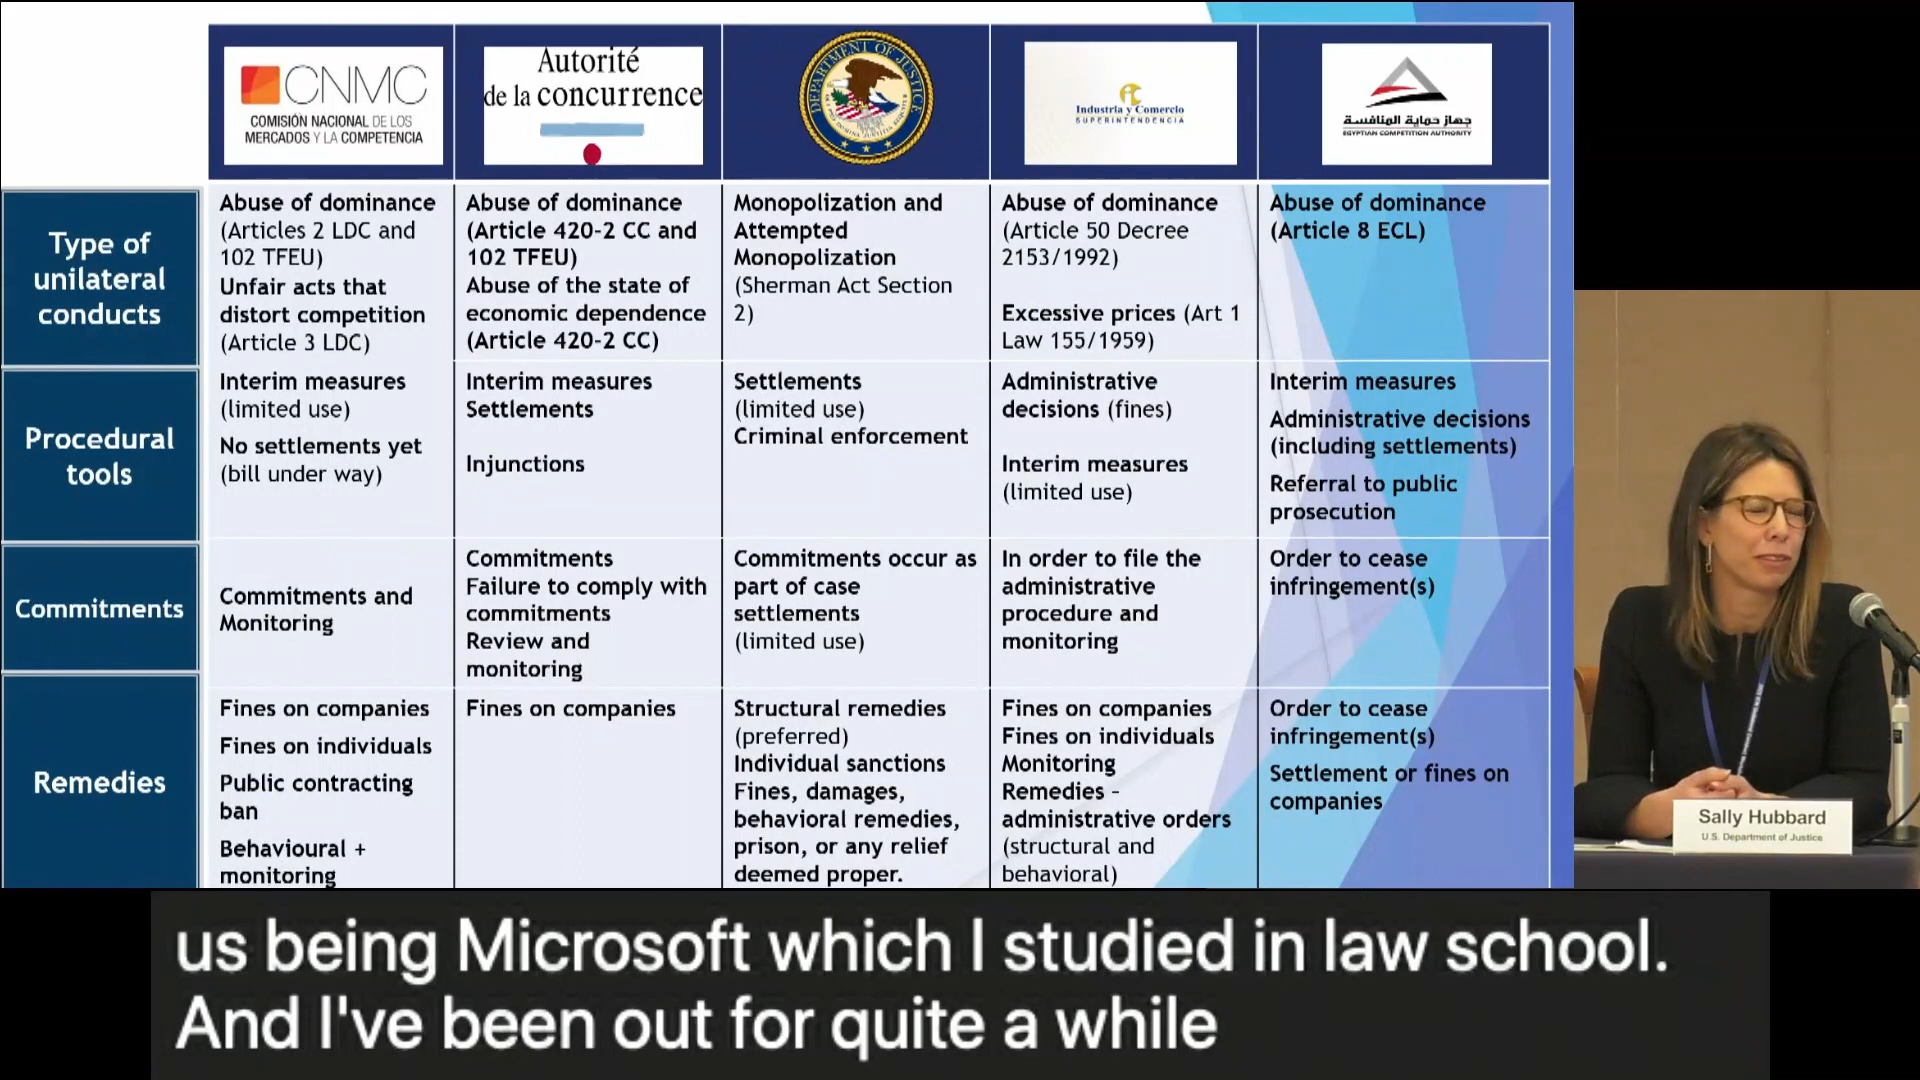 CNMC
COMISIÓN NACIONAL DE LOS
MERCADOS Y LA COMPETENCIA
Autorité
de la concurrence
DEPARTMENT OF JUSTICE
Industria y Comercio
SUPERINTENDENCIA
جهاز حماية المنافسة
EGYPTIAN COMPETITION AUTHORITY
Type of
unilateral
conducts
Abuse of dominance
(Articles 2 LDC and
102 TFEU)
Unfair acts that
distort competition
(Article 3 LDC)
Abuse of dominance
(Article 420-2 CC and
102 TFEU)
Abuse of the state of
economic dependence
(Article 420-2 CC)
Monopolization and
Attempted
Monopolization
(Sherman Act Section
2)
Abuse of dominance
(Article 50 Decree
2153/1992)
Excessive prices (Art 1
Law 155/1959)
Abuse of dominance
(Article 8 ECL)
Procedural
tools
Interim measures
(limited use)
No settlements yet
(bill under way)
Interim measures
Settlements
Injunctions
Settlements
(limited use)
Criminal enforcement
Administrative
decisions (fines)
Interim measures
(limited use)
Interim measures
Administrative decisions
(including settlements)
Referral to public
prosecution
Commitments
Commitments and
Monitoring
Commitments
Failure to comply with
commitments
Review and
monitoring
Commitments occur as
part of case
settlements
(limited use)
In order to file the
administrative
procedure and
monitoring
Order to cease
infringement(s)
Remedies
Fines on companies
Fines on individuals
Public contracting
ban
Behavioural +
monitoring
Fines on companies
Structural remedies
(preferred)
Individual sanctions
Fines, damages,
behavioral remedies,
prison, or any relief
deemed proper.
Fines on companies
Fines on individuals
Monitoring
Remedies –
administrative orders
(structural and
behavioral)
Order to cease
infringement(s)
Settlement or fines on
companies
Sally Hubbard
U.S. Department of Justice
us being Microsoft which I studied in law school.
And I've been out for quite a while